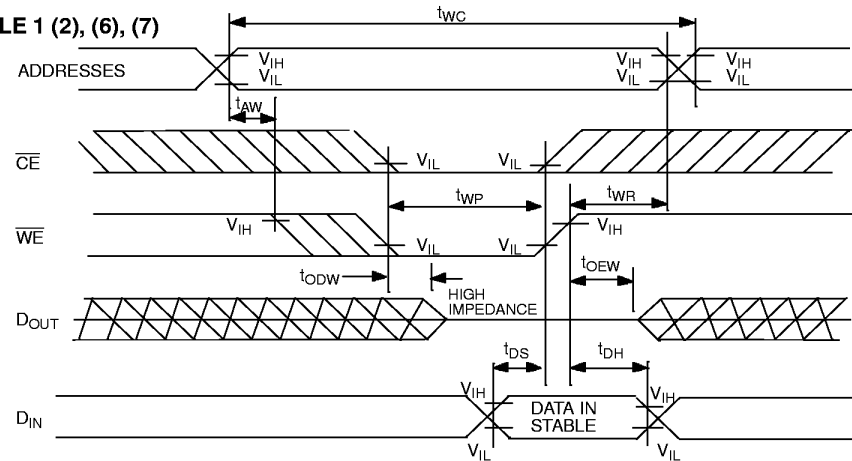 LE 1 (2), (6), (7)
tWC
ADDRESSES
VIH
VIL
VIH
VIL
VIH
VIL
tAW
CE
VIL
VIL
tWP
tWR
WE
VIH
VIL
VIL
VIH
tODW
tOEW
DOUT
HIGH
IMPEDANCE
tDS
tDH
DIN
VIH
VIL
DATA IN
STABLE
VIH
VIL